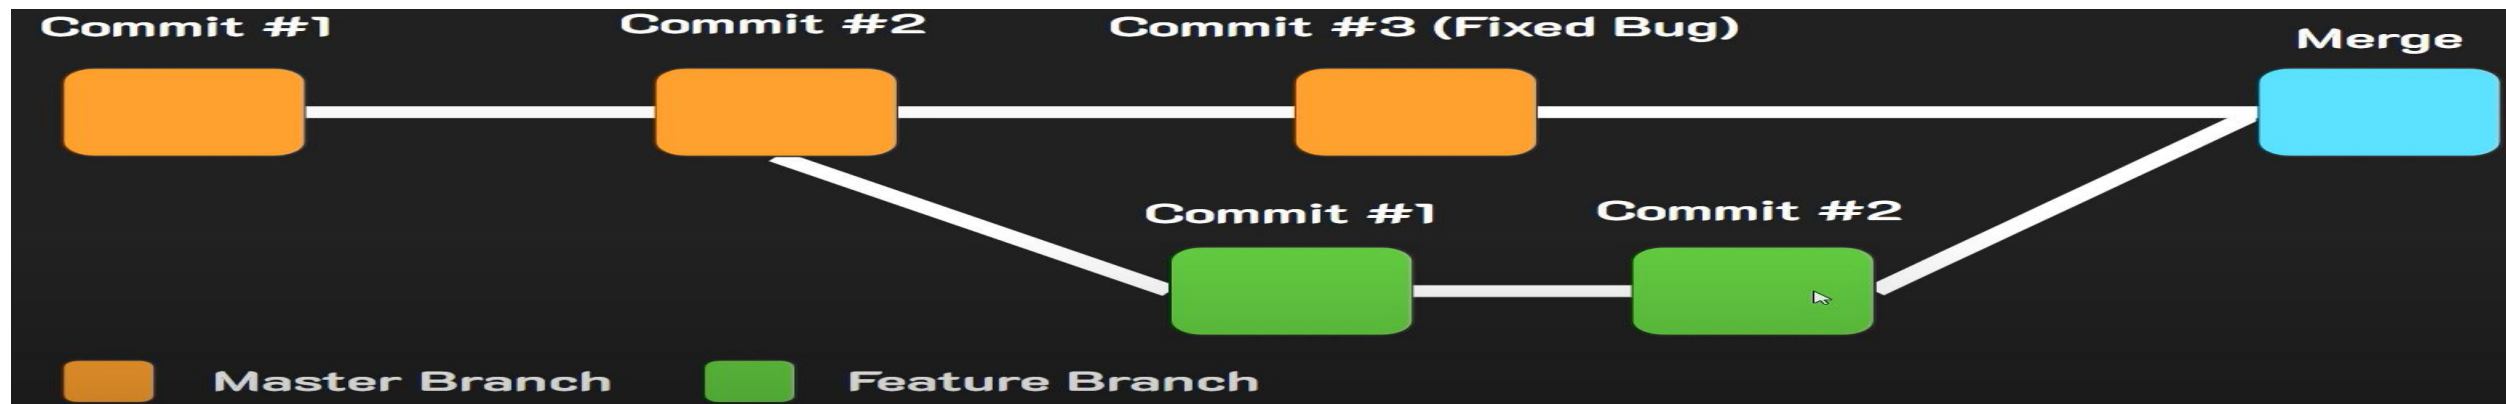 Commit #1
Commit #2
Commit #3 (Fixed Bug)
Merge
Commit #1
Commit #2
Master Branch
Feature Branch